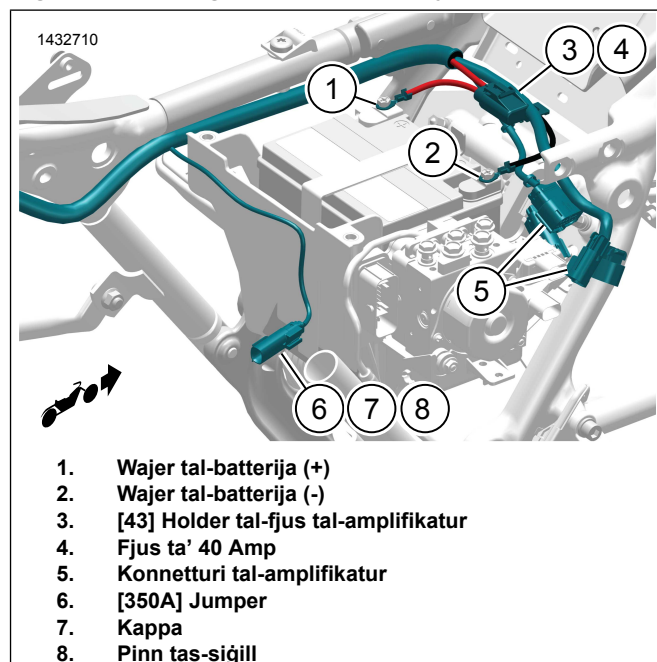 1432710
3 4
1
2
5
6 7 8
1. Wajer tal-batterija (+)
2. Wajer tal-batterija (-)
3. [43] Holder tal-fjus tal-amplifikatur
4. Fjus ta' 40 Amp
5. Konnetturi tal-amplifikatur
6. [350A] Jumper
7. Kappa
8. Pinn tas-siġill